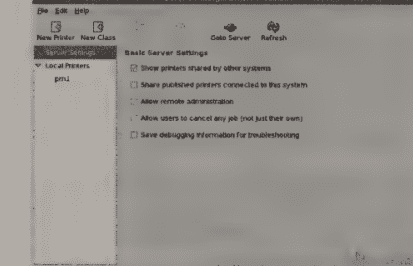 File Edit Help
New Printer New Class Goto Server Refresh
Server Settings
Local Printers
prn1
Basic Server Settings
Show printers shared by other systems
Share published printers connected to this system
Allow remote administration
Allow users to cancel any job (not just their own)
Save debugging information for troubleshooting